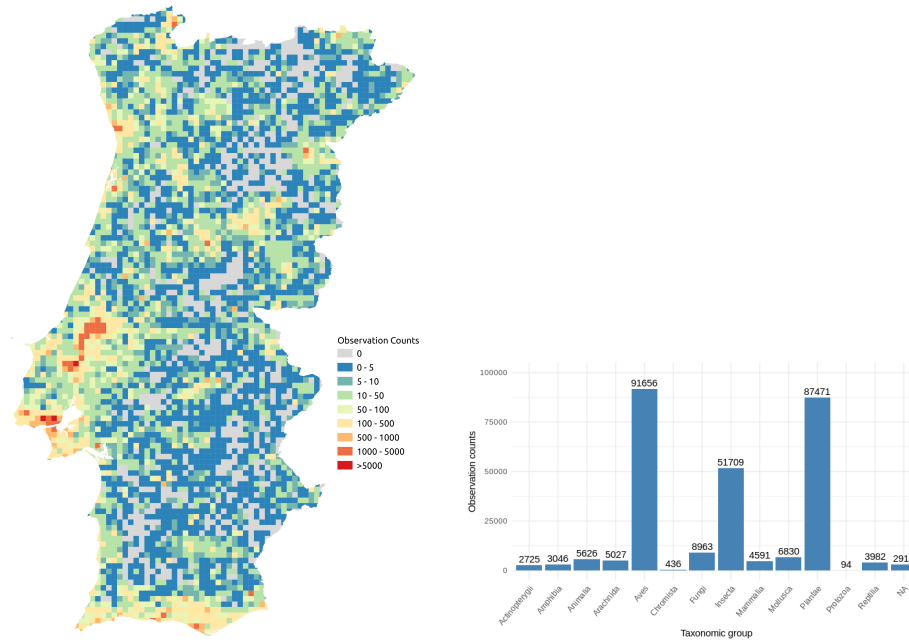 Observation Counts
0
0 - 5
5 - 10
10 - 50
50 - 100
100 - 500
500 - 1000
1000 - 5000
>5000
Observation counts
100000
75000
50000
25000
0
2725 3046 5626 5027 91656 436 8963 51709 4591 6830 87471 94 3982 291
Actinopterygii Amphibia Animalia Arachnida Aves Chromista Fungi Insecta Mammalia Mollusca Plantae Protozoa Reptilia NA
Taxonomic group